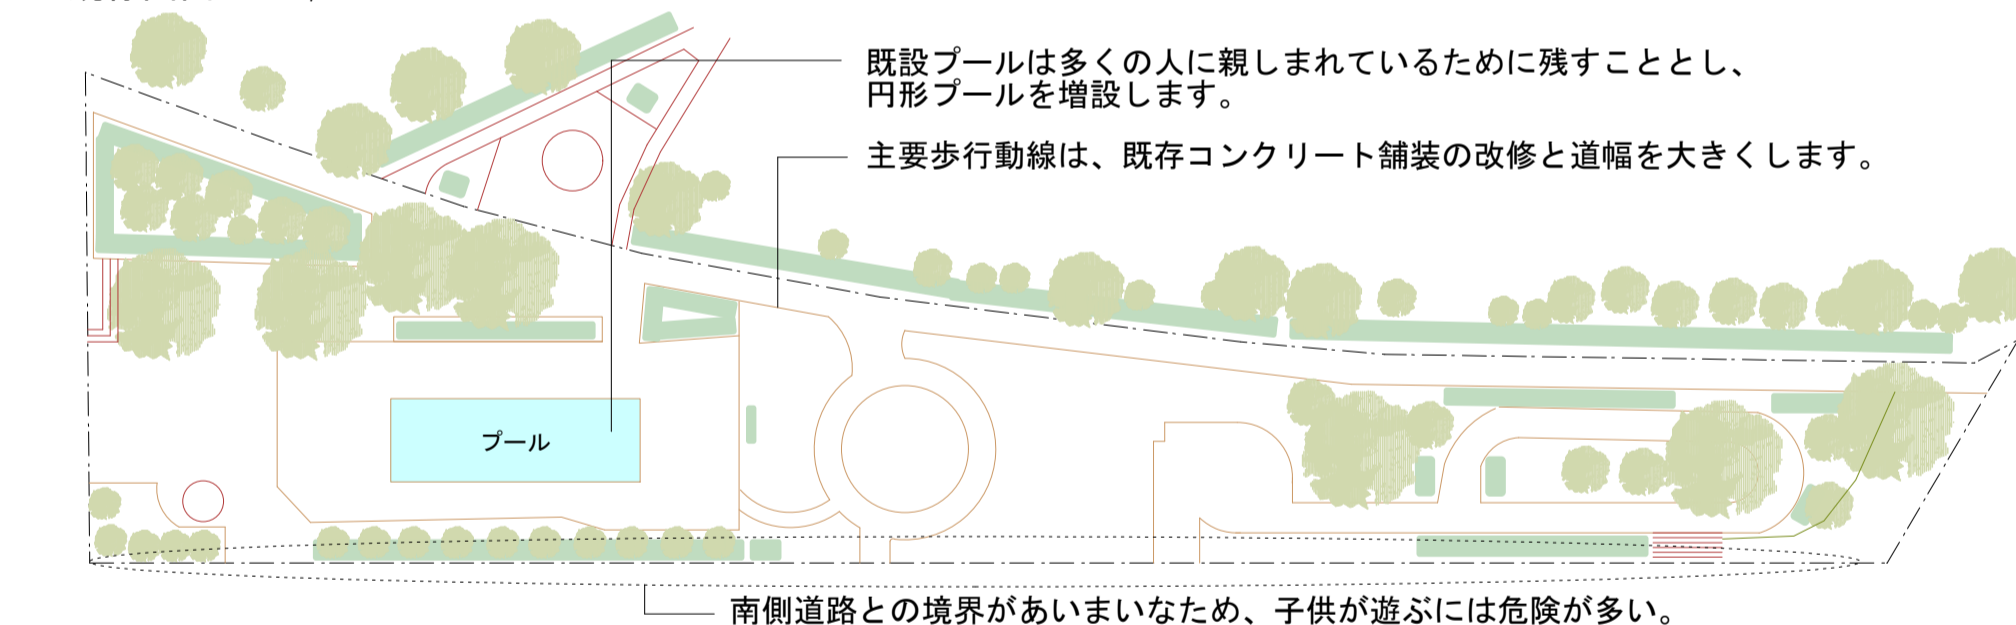 既設プールは多くの人に親しまれているために残すこととし、
円形プールを増設します。
主要歩行動線は、既存コンクリート舗装の改修と道幅を大きくします。
プール
南側道路との境界があいまいなため、子供が遊ぶには危険が多い。